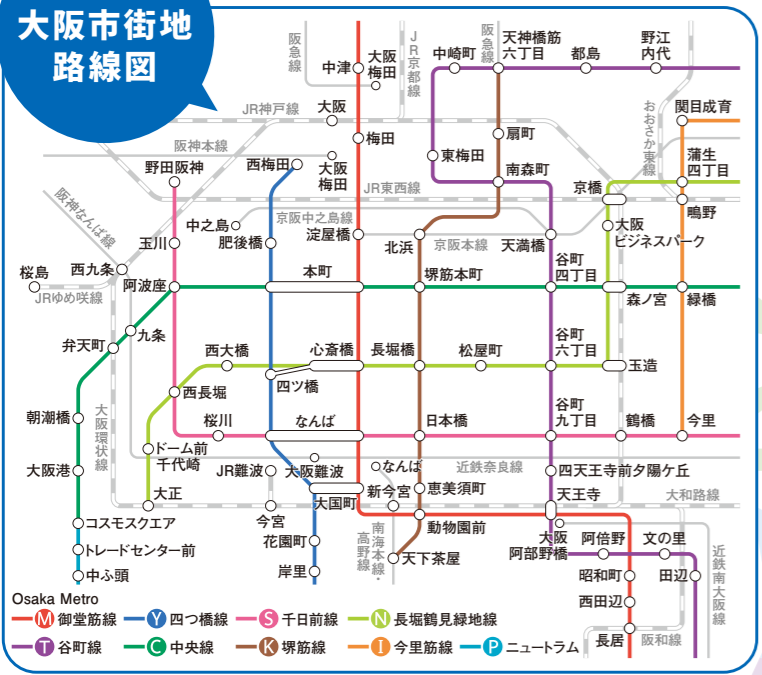 大阪市街地
路線図
阪急線
中津
大阪
梅田
JR京都線
中崎町
阪急線
天神橋筋
六丁目
都島
野江
内代
JR神戸線
大阪
おおさか東線
関目成育
阪神本線
梅田
扇町
野田阪神
西梅田
大阪
梅田
東梅田
南森町
蒲生
四丁目
JR東西線
京橋
阪神なんば線
中之島
京阪中之島線
鴫野
大阪
ビジネスパーク
玉川
肥後橋
淀屋橋
北浜
京阪本線
天満橋
桜島
西九条
阿波座
本町
堺筋本町
谷町
四丁目
JRゆめ咲線
森ノ宮
緑橋
弁天町
九条
西大橋
心斎橋
長堀橋
松屋町
谷町
六丁目
玉造
四ツ橋
西長堀
朝潮橋
大阪環状線
桜川
なんば
日本橋
谷町
九丁目
鶴橋
今里
ドーム前
千代崎
大阪港
JR難波
大阪難波
なんば
近鉄奈良線
四天王寺前夕陽ケ丘
大正
大国町
新今宮
恵美須町
天王寺
大和路線
コスモスクエア
今宮
動物園前
トレードセンター前
花園町
南海本線・
高野線
大阪
阿部野橋
阿倍野
文の里
中ふ頭
岸里
天下茶屋
昭和町
田辺
近鉄南大阪線
西田辺
長居
阪和線
Osaka Metro
M 御堂筋線
Y 四つ橋線
S 千日前線
N 長堀鶴見緑地線
T 谷町線
C 中央線
K 堺筋線
I 今里筋線
P ニュートラム